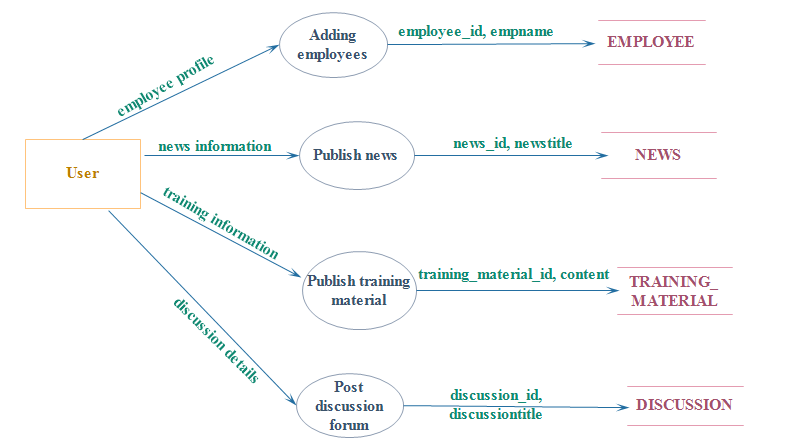 Adding
employees
employee_id, empname
EMPLOYEE
employee profile
User
news information
Publish news
news_id, newstitle
NEWS
training information
Publish training
material
training_material_id, content
TRAINING_
MATERIAL
discussion details
Post
discussion
forum
discussion_id,
discussiontitle
DISCUSSION